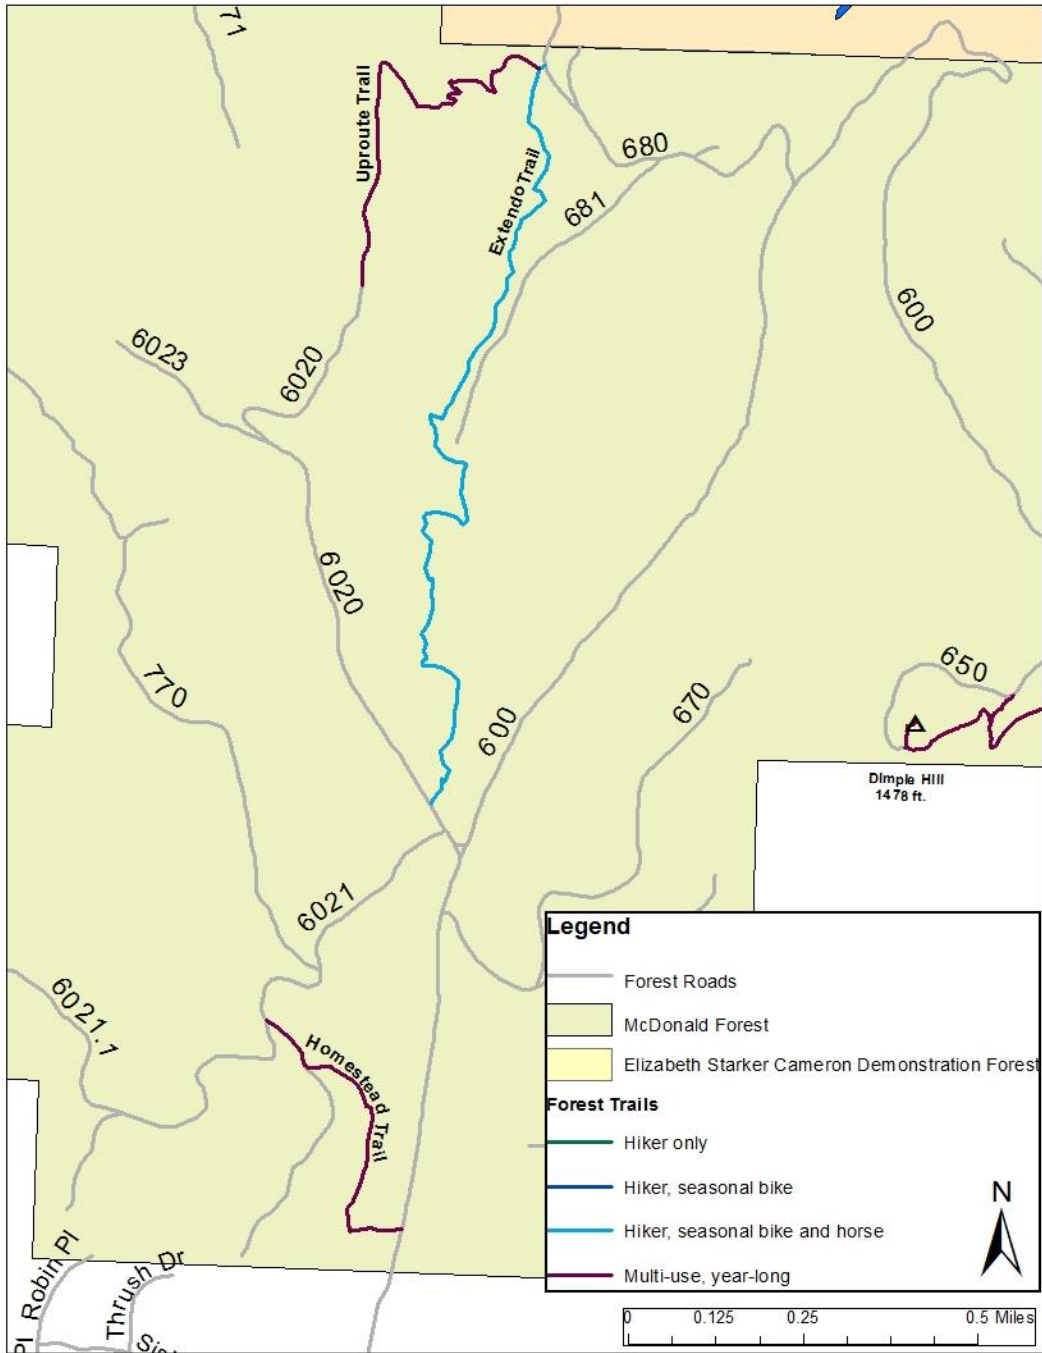 71
Uproute Trail
680
Extendo Trail
681
600
6023
6020
6020
770
650
600
670
Dimple Hill
1478 ft.
6021
6021.1
Homestead Trail
Legend
Forest Roads
McDonald Forest
Elizabeth Starker Cameron Demonstration Forest
Forest Trails
Hiker only
Hiker, seasonal bike
Hiker, seasonal bike and horse
Multi-use, year-long
N
Robin Pl
Thrush Dr
Pl
0 0.125 0.25 0.5 Miles